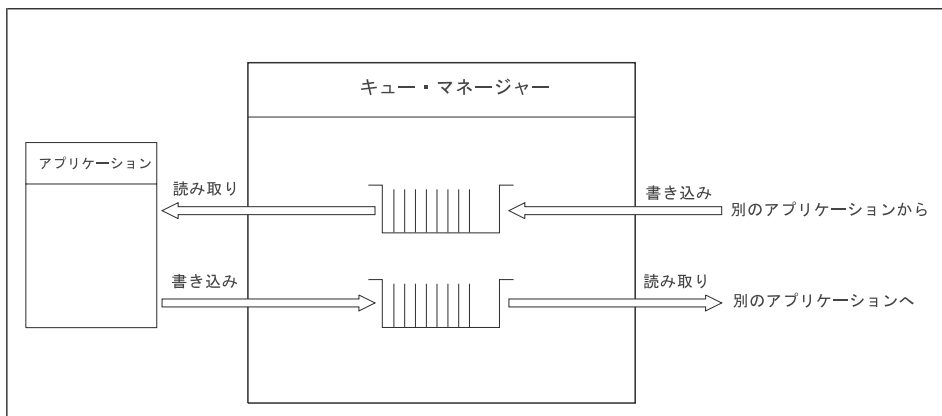 キュー・マネージャー
アプリケーション
読み取り
書き込み
別のアプリケーションから
書き込み
読み取り
別のアプリケーションへ